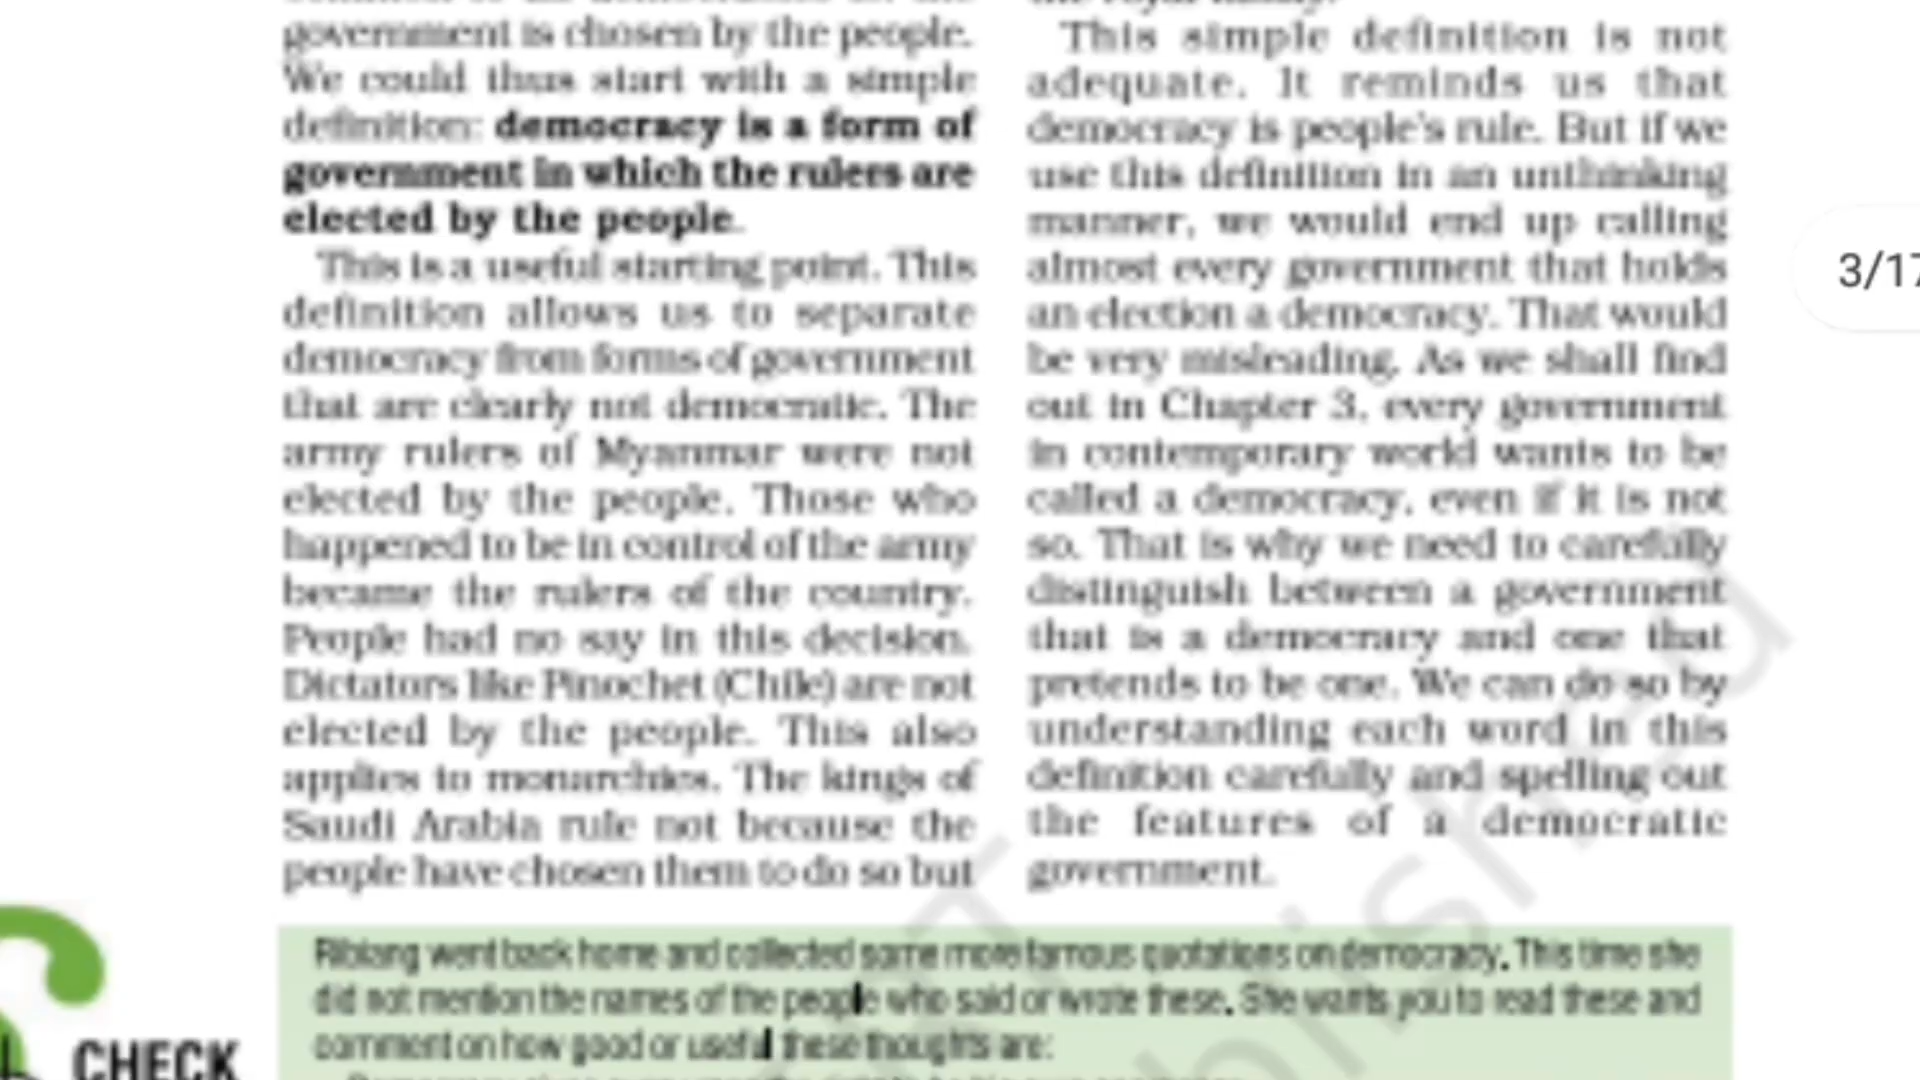 government is chosen by the people.
We could thus start with a simple
definition: democracy is a form of
government in which the rulers are
elected by the people.
This is a useful starting point. This
definition allows us to separate
democracy from forms of government
that are clearly not democratic. The
army rulers of Myanmar were not
elected by the people. Those who
happened to be in control of the army
became the rulers of the country.
People had no say in this decision.
Dictators like Pinochet (Chile) are not
elected by the people. This also
applies to monarchies. The kings of
Saudi Arabia rule not because the
people have chosen them to do so but
the royal family.
This simple definition is not
adequate. It reminds us that
democracy is people's rule. But if we
use this definition in an unthinking
manner, we would end up calling
almost every government that holds
an election a democracy. That would
be very misleading. As we shall find
out in Chapter 3, every government
in contemporary world wants to be
called a democracy, even if it is not
so. That is why we need to carefully
distinguish between a government
that is a democracy and one that
pretends to be one. We can do so by
understanding each word in this
definition carefully and spelling out
the features of a democratic
government.
3/17
CHECK
Ribiang went back home and collected some more famous quotations on democracy. This time she
did not mention the names of the people who said or wrote these. She wants you to read these and
comment on how good or useful these thoughts are: